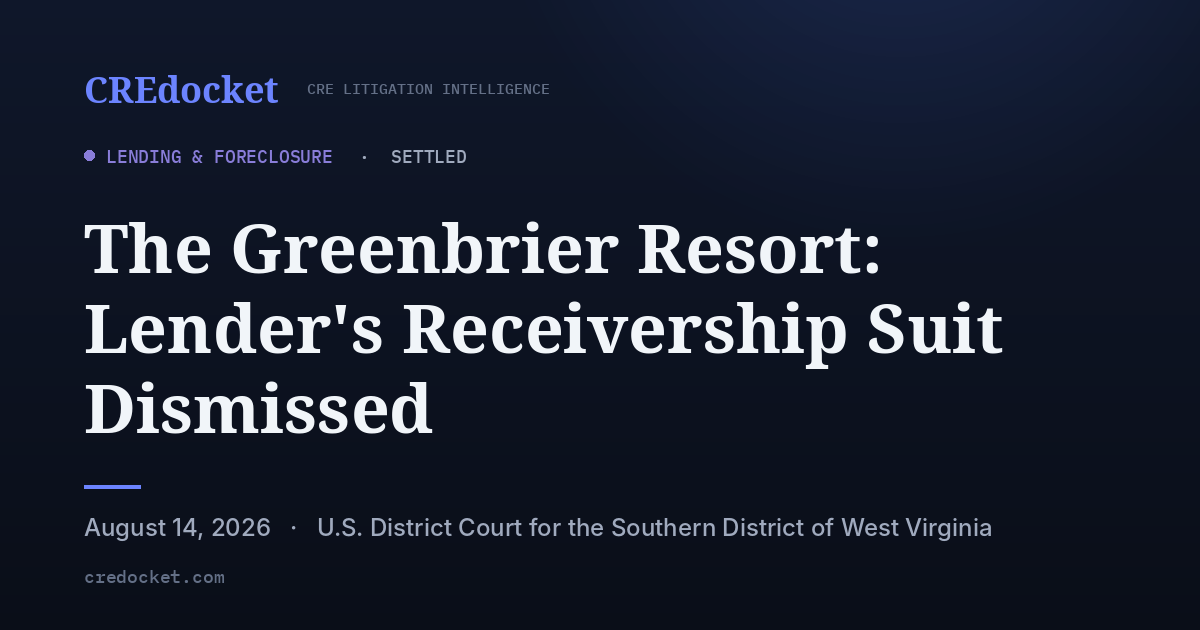 CREdocket CRE LITIGATION INTELLIGENCE
LENDING & FORECLOSURE · SETTLED
The Greenbrier Resort:
Lender's Receivership Suit
Dismissed
August 14, 2026 · U.S. District Court for the Southern District of West Virginia
credocket.com